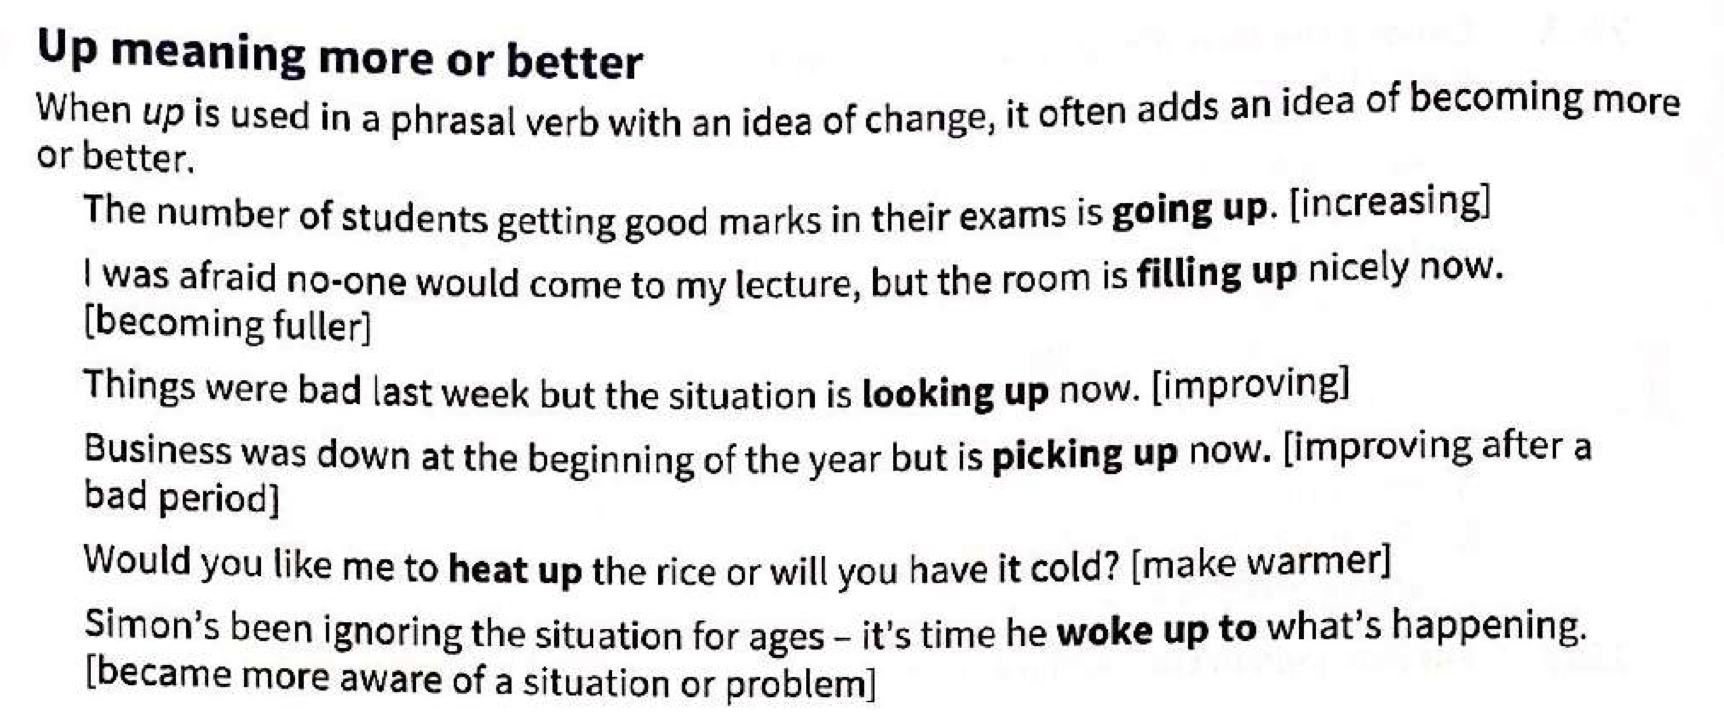 Up meaning more or better
When up is used in a phrasal verb with an idea of change, it often adds an idea of becoming more
or better.
The number of students getting good marks in their exams is going up. [increasing]
I was afraid no-one would come to my lecture, but the room is filling up nicely now.
[becoming fuller]
Things were bad last week but the situation is looking up now. [improving]
Business was down at the beginning of the year but is picking up now. [improving after a
bad period]
Would you like me to heat up the rice or will you have it cold? [make warmer]
Simon's been ignoring the situation for ages – it's time he woke up to what's happening.
[became more aware of a situation or problem]